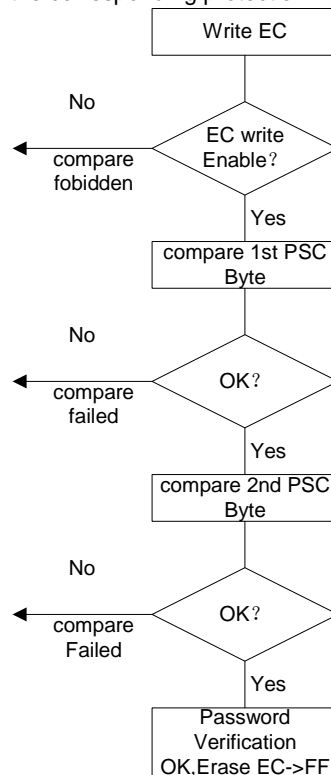 the corresponding protection
Write EC
No
EC write
Enable？
compare
fobidden
Yes
compare 1st PSC
Byte
No
OK？
compare
failed
Yes
compare 2nd PSC
Byte
No
OK？
compare
Failed
Yes
Password
Verification
OK,Erase EC->FF